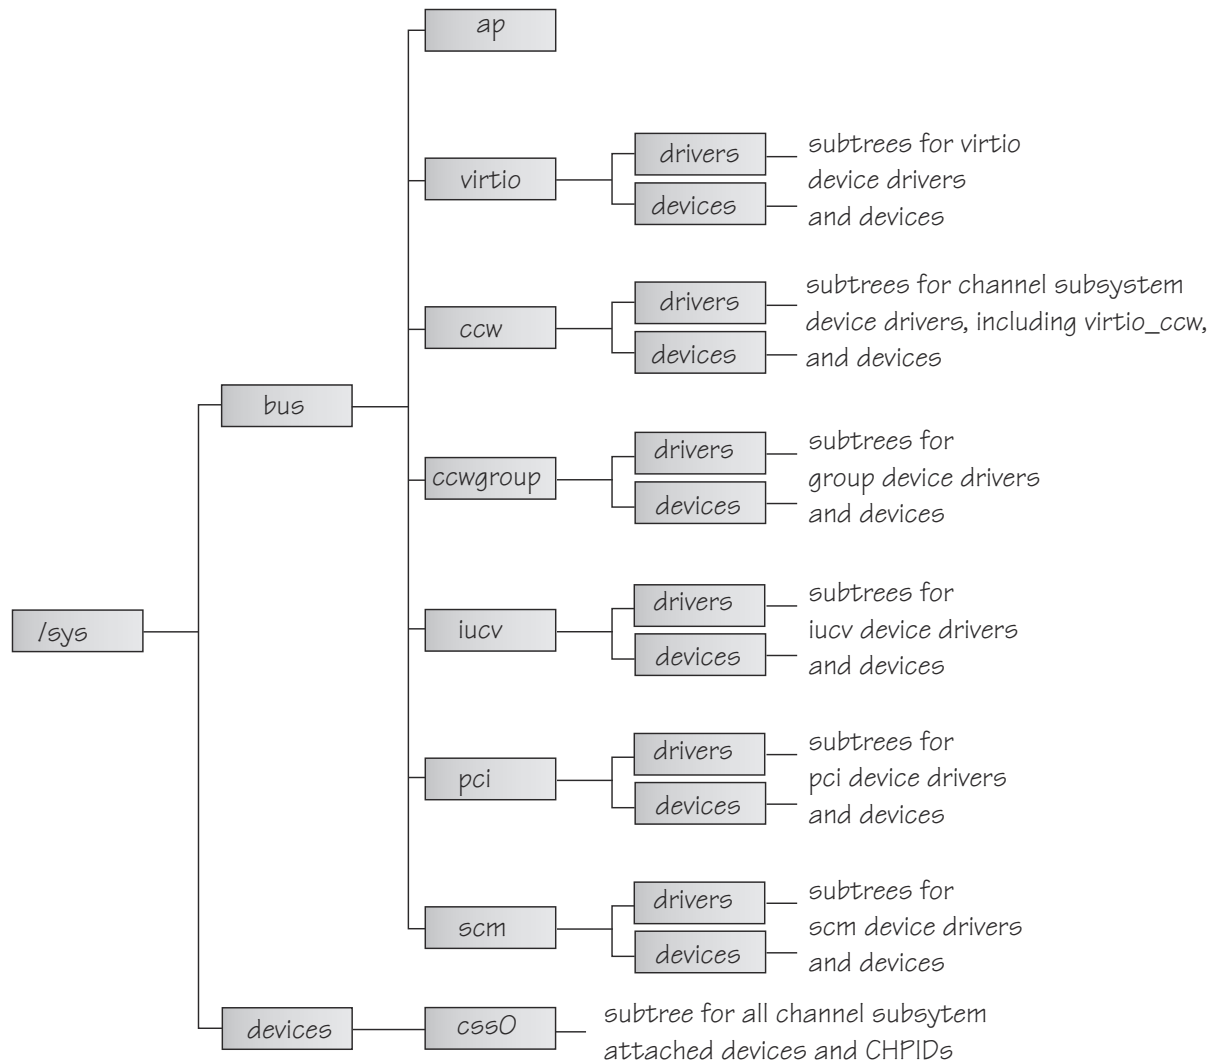 ap
virtio
drivers
devices
subtrees for virtio
device drivers
and devices
ccw
drivers
devices
subtrees for channel subsystem
device drivers, including virtio_ccw,
and devices
bus
ccwgroup
drivers
devices
subtrees for
group device drivers
and devices
/sys
iucv
drivers
devices
subtrees for
iucv device drivers
and devices
pci
drivers
devices
subtrees for
pci device drivers
and devices
scm
drivers
devices
subtrees for
scm device drivers
and devices
devices
css0
subtree for all channel subsytem
attached devices and CHPIDs